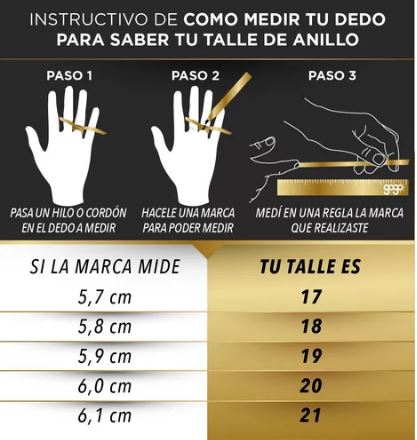 INSTRUCTIVO DE COMO MEDIR TU DEDO
PARA SABER TU TALLE DE ANILLO
PASO 1
PASO 2
PASO 3
PASA UN HILO O CORDÓN
EN EL DEDO A MEDIR
HACELE UNA MARCA
PARA PODER MEDIR
gogo
MEDÍ EN UNA REGLA LA MARCA
QUE REALIZASTE
SI LA MARCA MIDE TU TALLE ES
5,7 cm 17
5,8 cm 18
5,9 cm 19
6,0 cm 20
6,1 cm 21